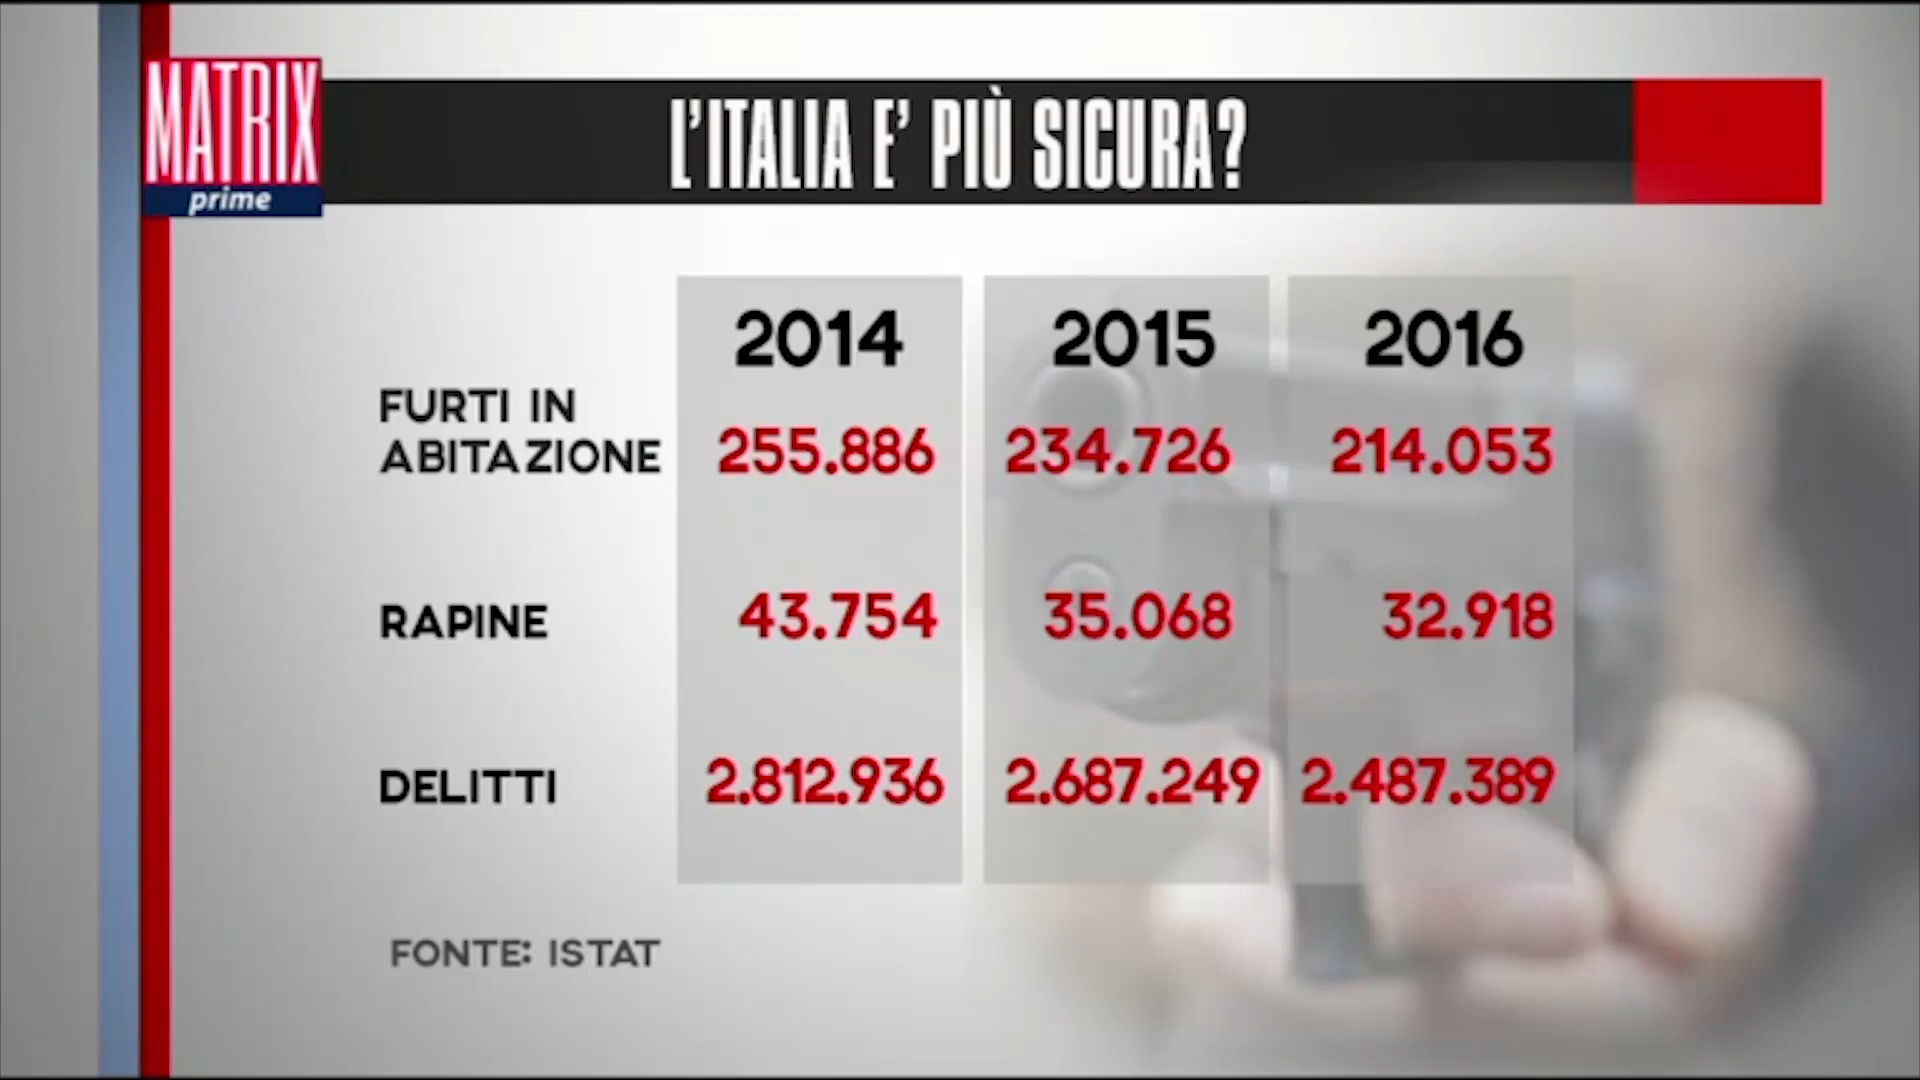 MATRIX
prime
L'ITALIA E' PIÙ SICURA?
2014 2015 2016
FURTI IN
ABITAZIONE 255.886 234.726 214.053
RAPINE 43.754 35.068 32.918
DELITTI 2.812.936 2.687.249 2.487.389
FONTE: ISTAT